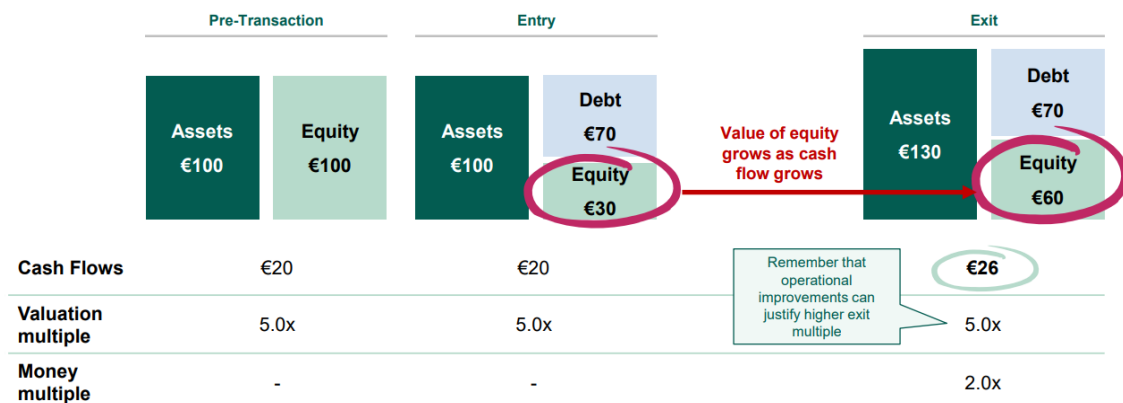 Pre-Transaction
Entry
Exit
Assets
€100
Equity
€100
Assets
€100
Debt
€70
Equity
€30
Value of equity
grows as cash
flow grows
Assets
€130
Debt
€70
Equity
€60
Cash Flows
€20
€20
Remember that
operational
improvements can
justify higher exit
multiple
€26
Valuation
multiple
5.0x
5.0x
5.0x
Money
multiple
-
-
2.0x